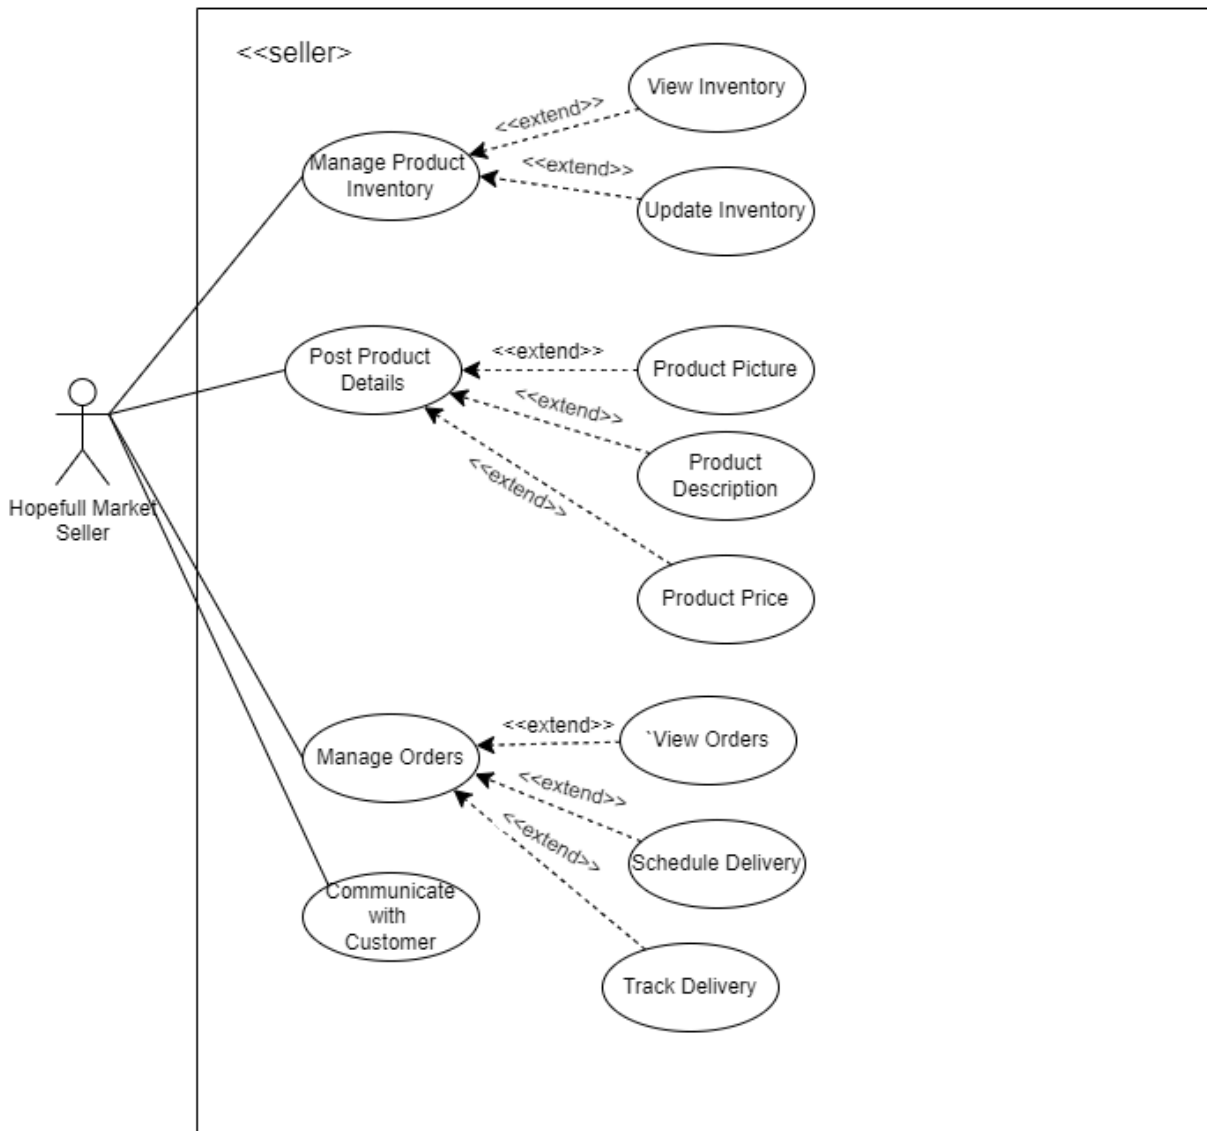 <<seller>
View Inventory
<<extend>>
Manage Product
Inventory
<<extend>>
Update Inventory
Post Product
Details
<<extend>>
Product Picture
<<extend>>
Product
Description
<<extend>>
Product Price
Hopefull Market
Seller
Manage Orders
<<extend>>
`View Orders
<<extend>>
Schedule Delivery
<<extend>>
Track Delivery
Communicate
with
Customer